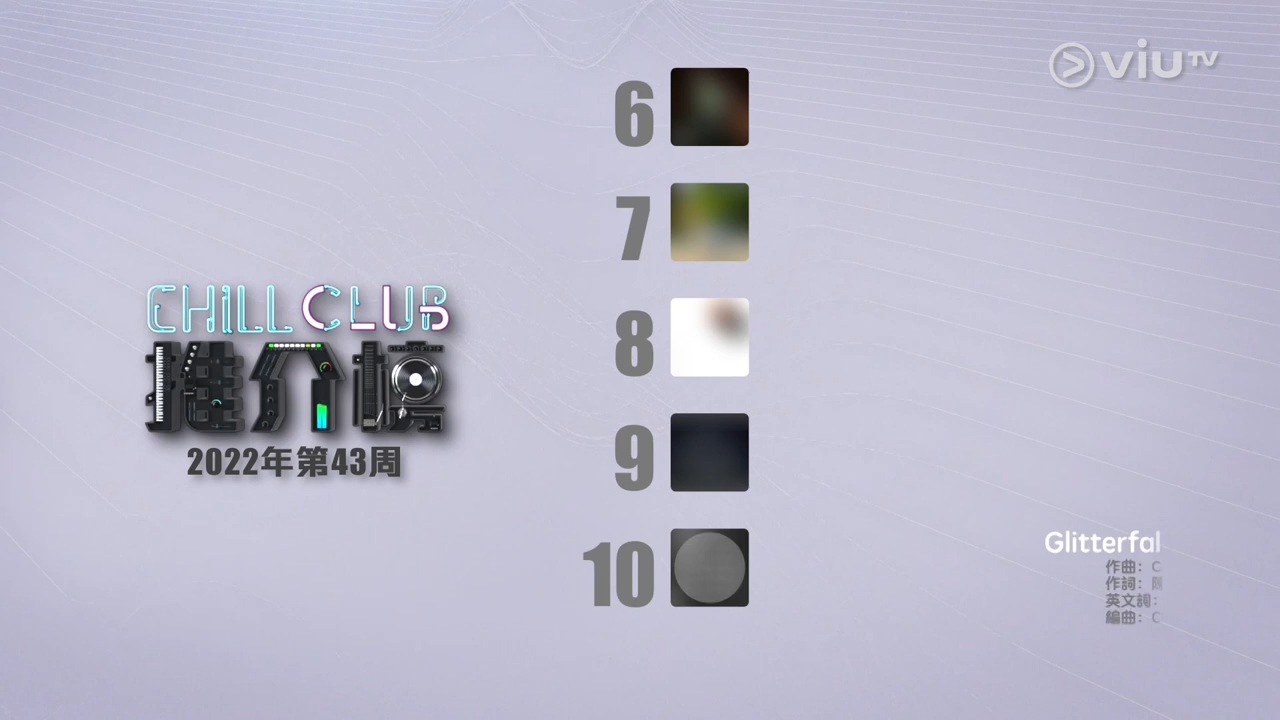 viuTV
6
7
8
9
10
CHILL CLUB
推介榜
2022年第43周
Glitterfal
作曲： C
作詞：
英文詞：
編曲： C